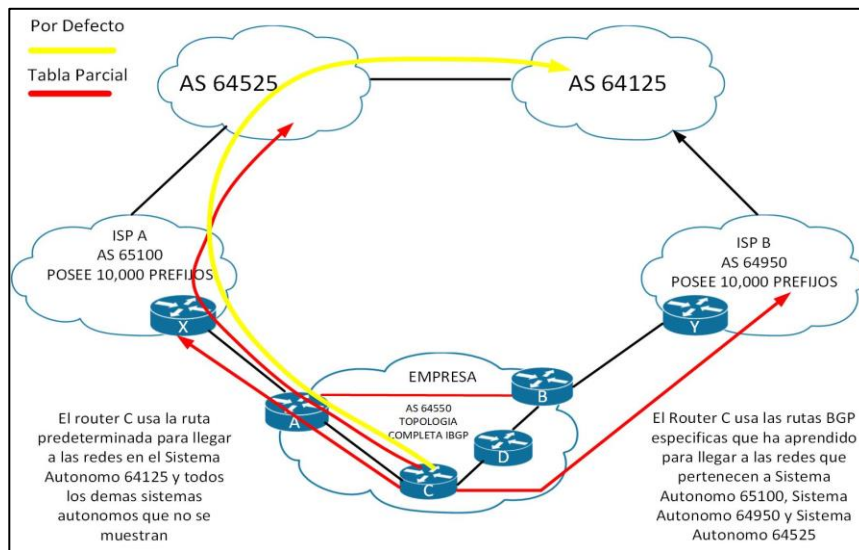 Por Defecto
Tabla Parcial
AS 64525
AS 64125
ISP A
AS 65100
POSEE 10,000 PREFIJOS
X
ISP B
AS 64950
POSEE 10,000 PREFIJOS
Y
EMPRESA
AS 64550
TOPOLOGIA
COMPLETA IBGP
A
B
D
C
El router C usa la ruta
predeterminada para llegar
a las redes en el Sistema
Autonomo 64125 y todos
los demas sistemas
autonomos que no se
muestran
El Router C usa las rutas BGP
especificas que ha aprendido
para llegar a las redes que
pertenecen a Sistema
Autonomo 65100, Sistema
Autonomo 64950 y Sistema
Autonomo 64525